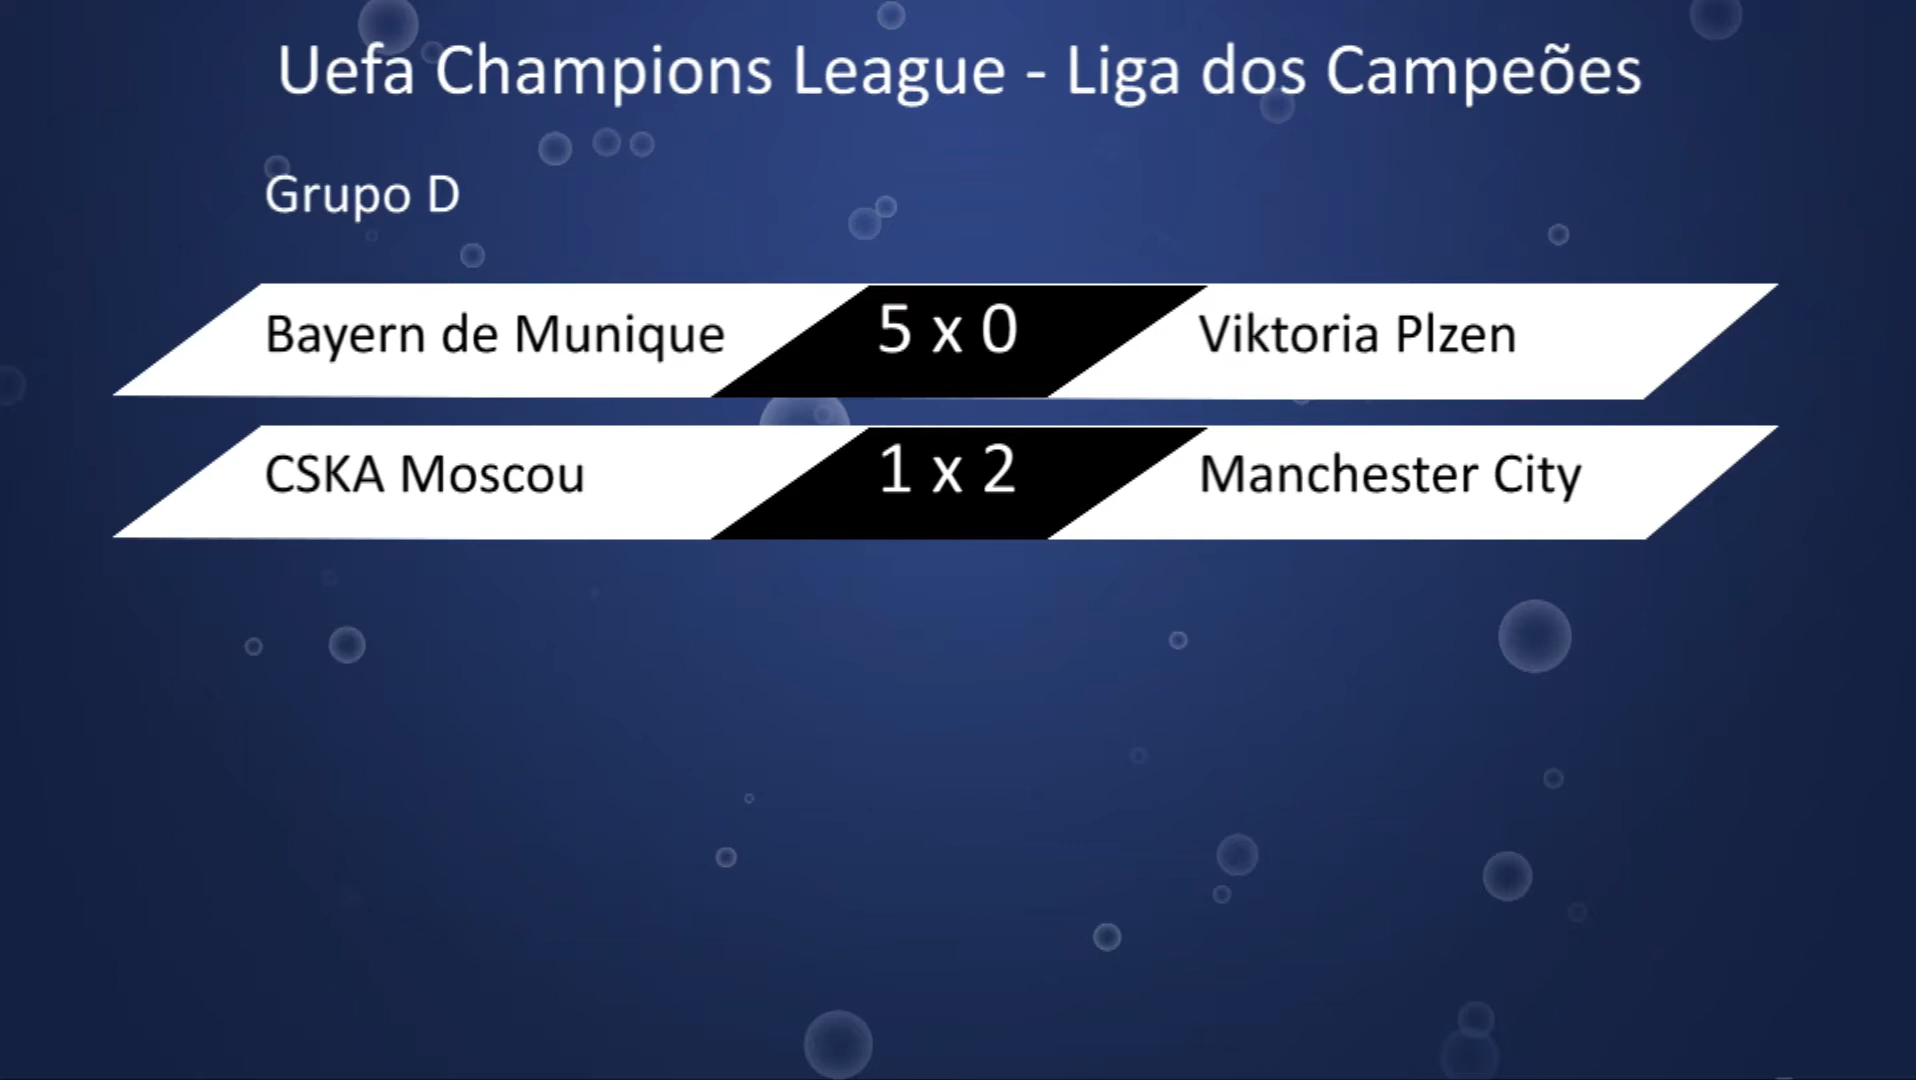 Uefa Champions League - Liga dos Campeões
Grupo D
Bayern de Munique 5 x 0 Viktoria Plzen
CSKA Moscou 1 x 2 Manchester City